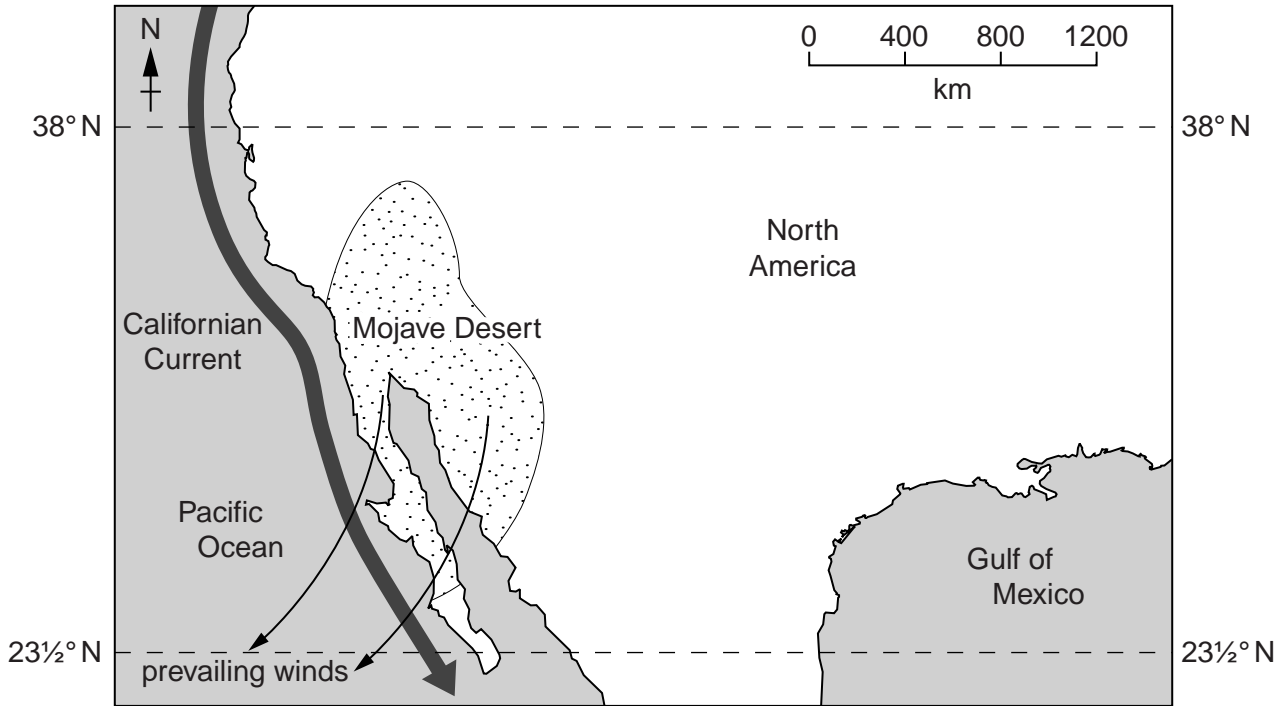 N
0 400 800 1200
km
38° N
38° N
North
America
Californian
Current
Mojave Desert
Pacific
Ocean
Gulf of
Mexico
23½° N
23½° N
prevailing winds